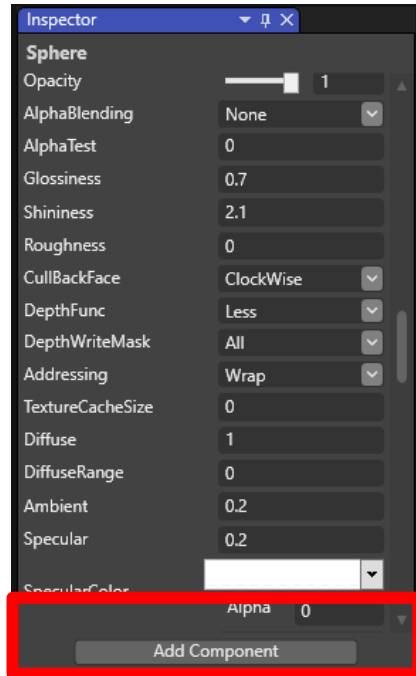 Inspector
Sphere
Opacity 1
AlphaBlending None
AlphaTest 0
Glossiness 0.7
Shininess 2.1
Roughness 0
CullBackFace ClockWise
DepthFunc Less
DepthWriteMask All
Addressing Wrap
TextureCacheSize 0
Diffuse 1
DiffuseRange 0
Ambient 0.2
Specular 0.2
SpecularColor
Alpha 0
Add Component